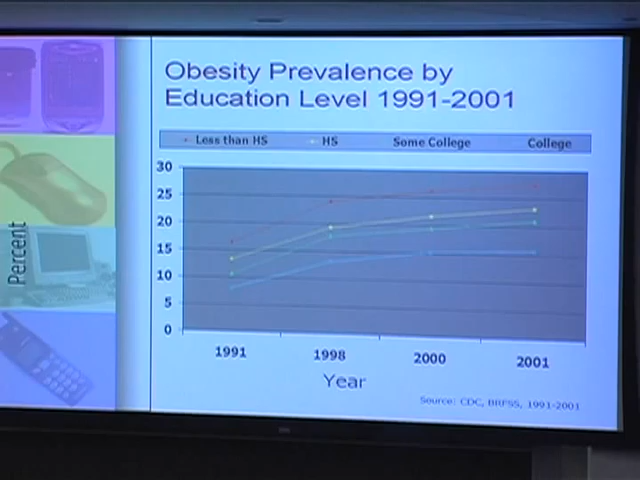 Obesity Prevalence by
Education Level 1991-2001
Less than HS HS Some College College
30
25
20
15
10
5
0
Percent
1991 1998 2000 2001
Year
Source: CDC, BRFSS, 1991-2001